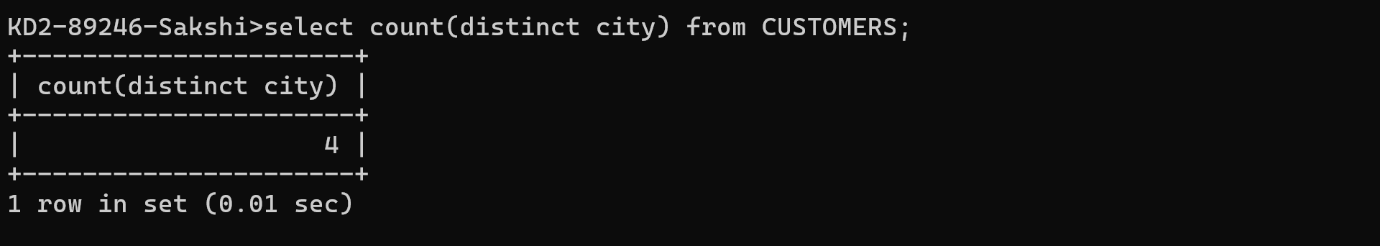 KD2-89246-Sakshi>select count(distinct city) from CUSTOMERS;
+----------------------+
| count(distinct city) |
+----------------------+
|                    4 |
+----------------------+
1 row in set (0.01 sec)